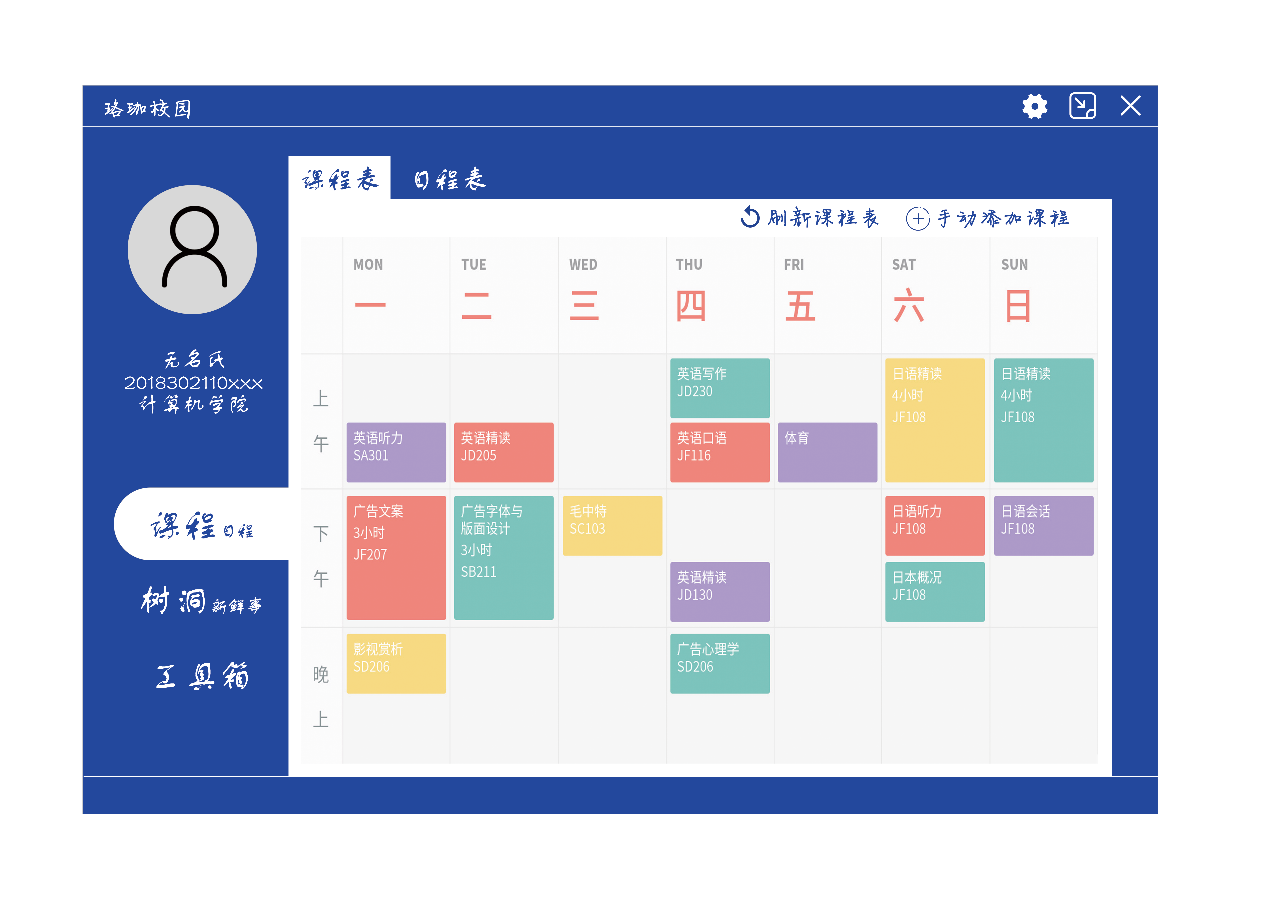 珞珈校园
课程表 日程表
刷新课程表 手动添加课程
无名氏
2018302110xxx
计算机学院
课程 日程
树洞 新鲜事
工具箱
MON TUE WED THU FRI SAT SUN
一 二 三 四 五 六 日
上午
英语写作
JD230
日语精读
4小时
JF108
日语精读
4小时
JF108
英语听力
SA301
英语精读
JD205
英语口语
JF116
体育
下午
广告文案
3小时
JF207
广告字体与
版面设计
3小时
SB211
毛中特
SC103
日语听力
JF108
日语会话
JF108
英语精读
JD130
日本概况
JF108
晚上
影视赏析
SD206
广告心理学
SD206